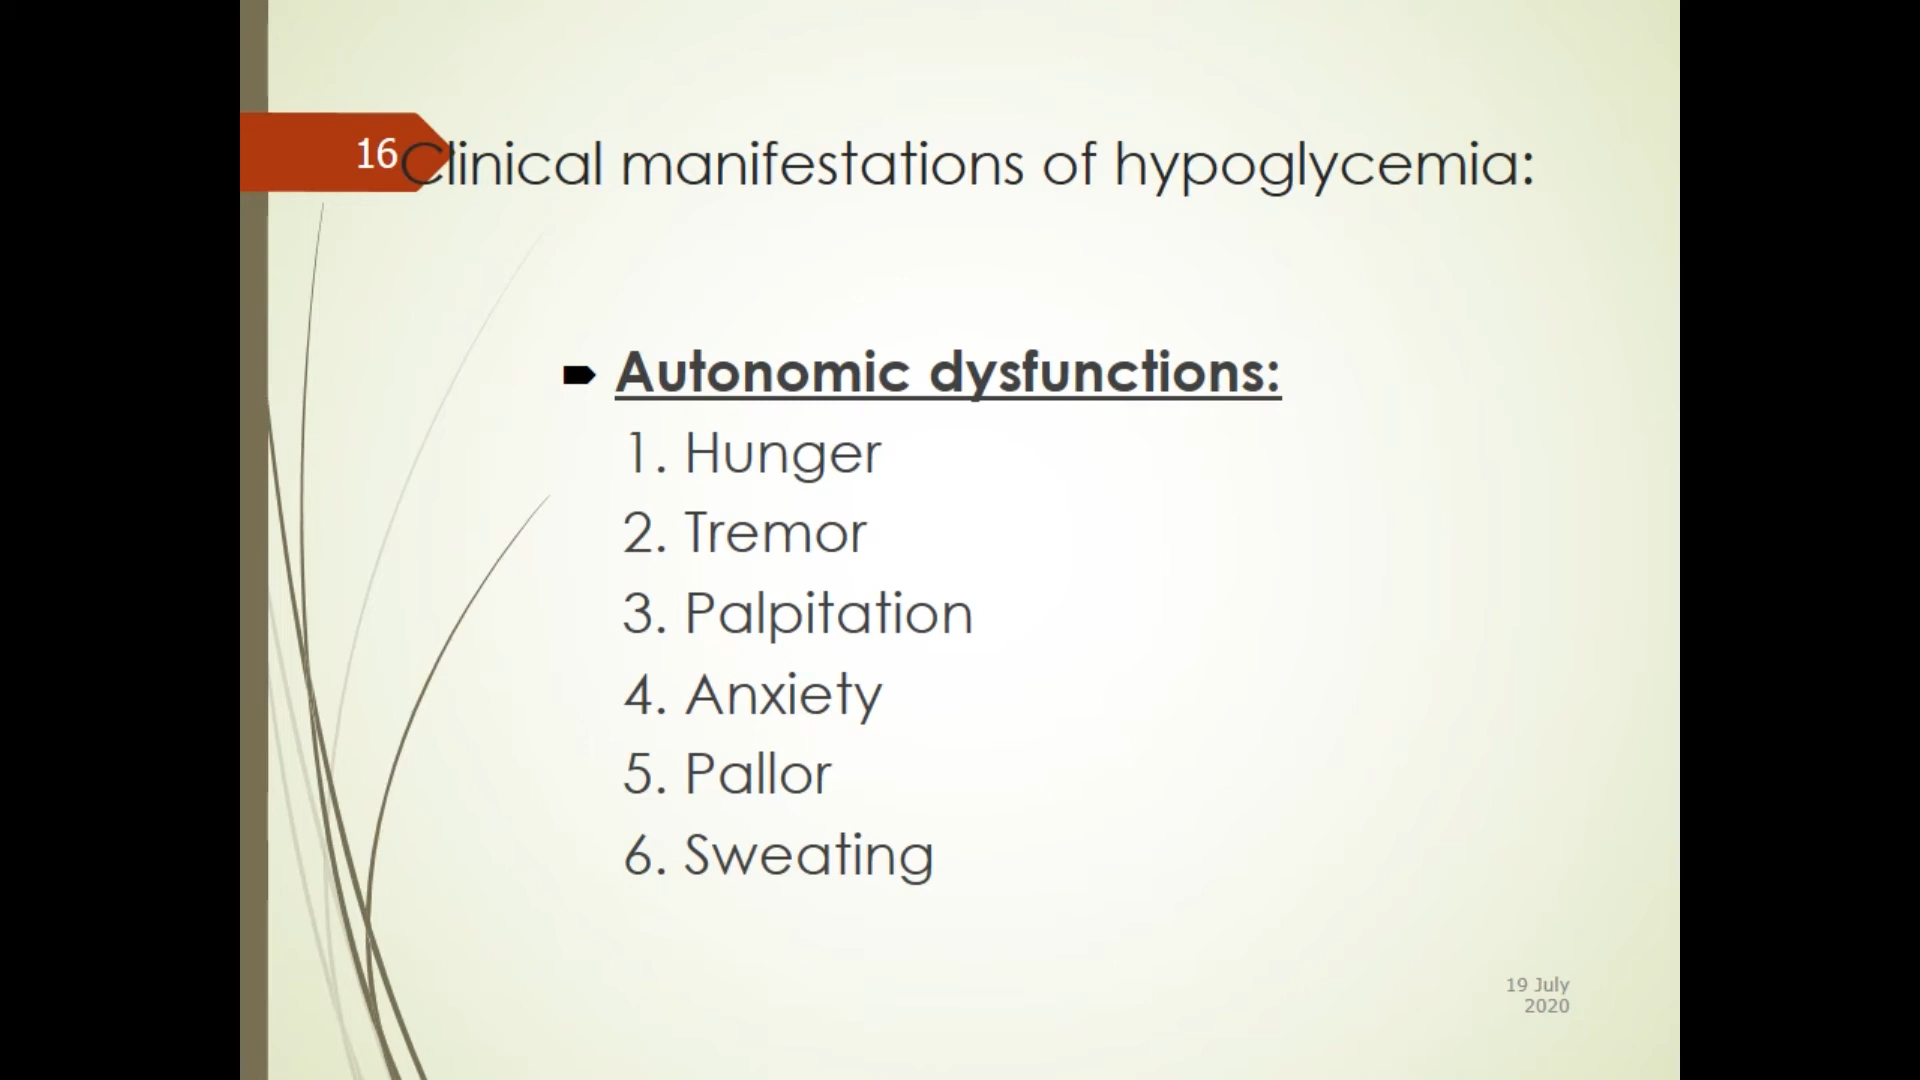 16
Clinical manifestations of hypoglycemia:
Autonomic dysfunctions:
1. Hunger
2. Tremor
3. Palpitation
4. Anxiety
5. Pallor
6. Sweating
19 July
2020